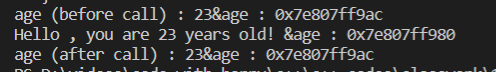 age (before call) : 23&age : 0x7e807ff9ac
Hello , you are 23 years old! &age : 0x7e807ff980
age (after call) : 23&age : 0x7e807ff9ac